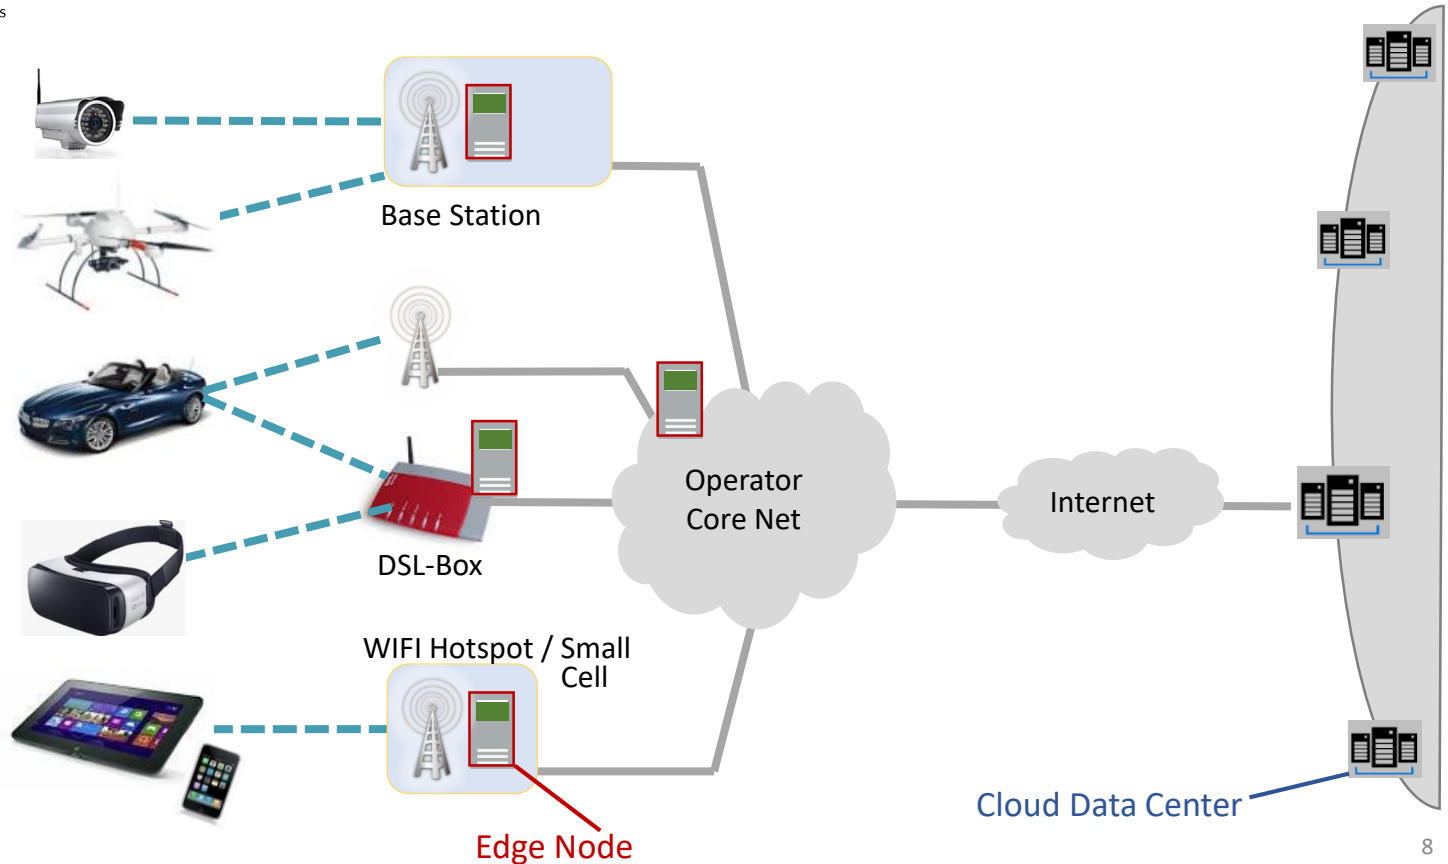 s
Base Station
Operator
Core Net
Internet
DSL-Box
WIFI Hotspot / Small
Cell
Cloud Data Center
Edge Node
8